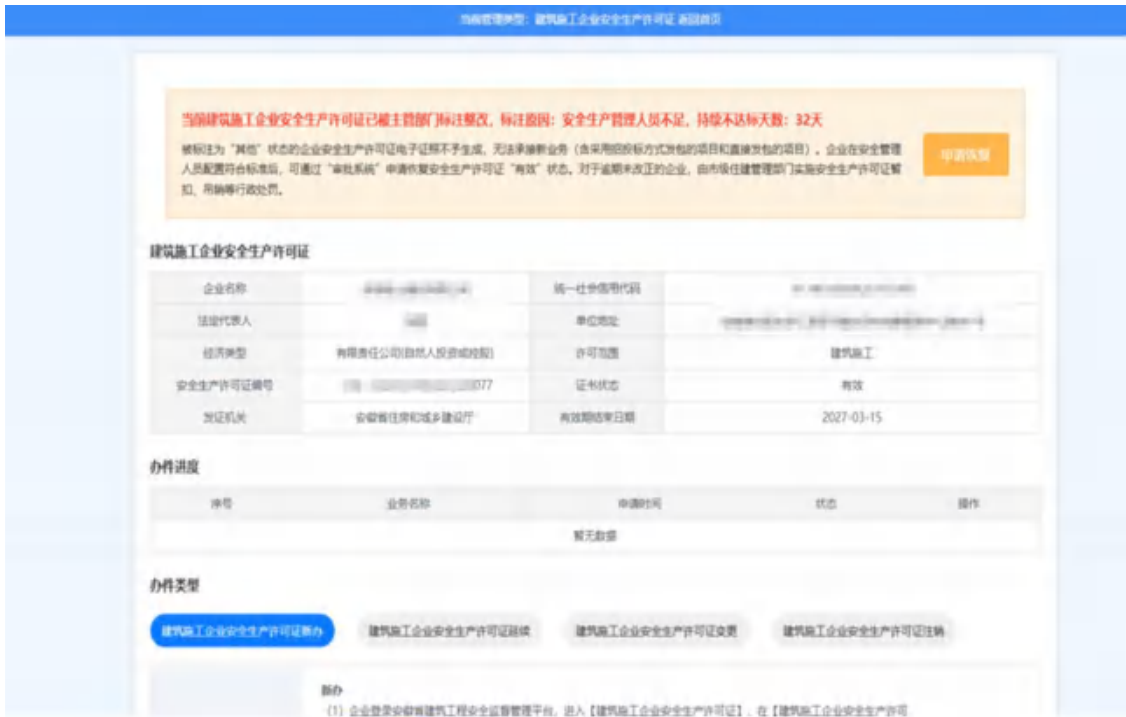 当前管理类型：建筑施工企业安全生产许可证 返回首页
当前建筑施工企业安全生产许可证已被主管部门标注整改，标注原因：安全生产管理人员不足，持续不达标天数：32天
被标注为“其他”状态的企业安全生产许可证电子证照不予生成，无法承接新业务（含采用招投标方式发包的项目和直接发包的项目）。企业在安全管理
人员配置符合标准后，可通过“审批系统”申请恢复安全生产许可证“有效”状态。对于逾期未改正的企业，由市级住建管理部门实施安全生产许可证暂
扣、吊销等行政处罚。
申请恢复
建筑施工企业安全生产许可证
企业名称 统一社会信用代码
法定代表人 单位地址
经济类型 有限责任公司(自然人投资或控股) 许可范围 建筑施工
安全生产许可证编号 077 证书状态 有效
发证机关 安徽省住房和城乡建设厅 有效期结束日期 2027-03-15
办件进度
序号 业务名称 申请时间 状态 操作
暂无数据
办件类型
建筑施工企业安全生产许可证新办 建筑施工企业安全生产许可证延续 建筑施工企业安全生产许可证变更 建筑施工企业安全生产许可证注销
新办
（1）企业登录安徽省建筑工程安全监督管理平台，进入【建筑施工企业安全生产许可证】，在【建筑施工企业安全生产许可